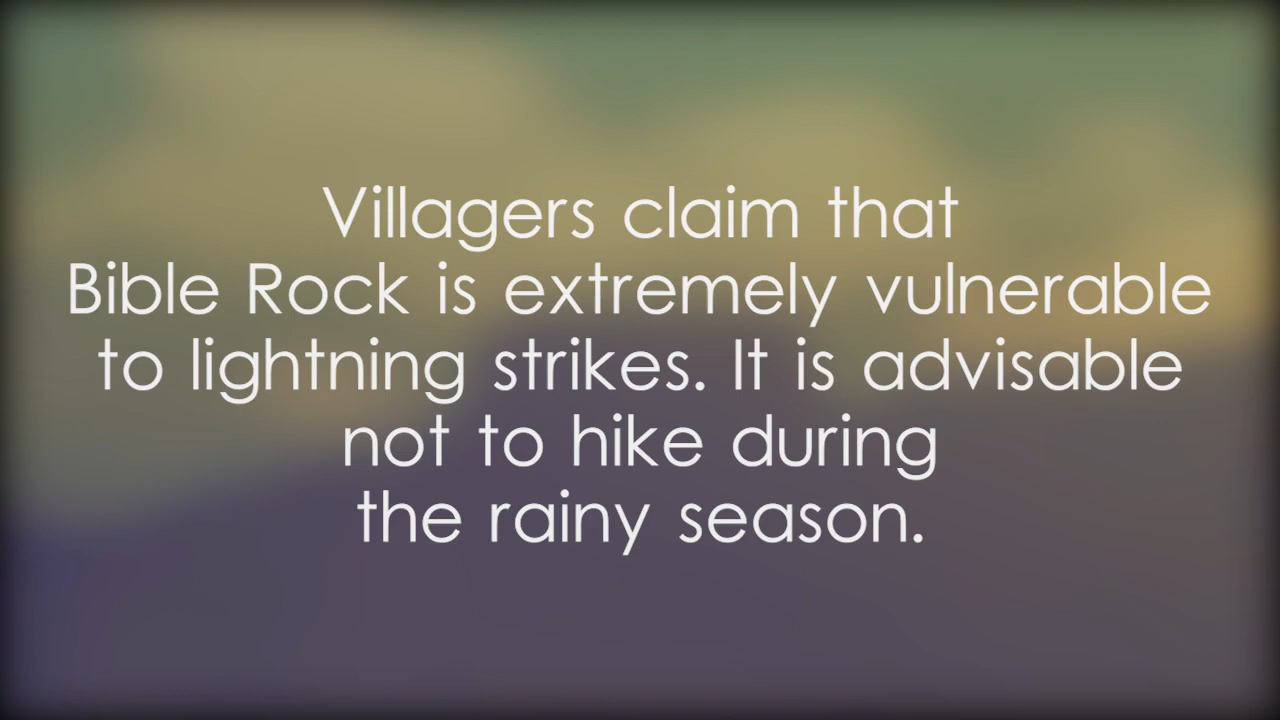 Villagers claim that
Bible Rock is extremely vulnerable
to lightning strikes. It is advisable
not to hike during
the rainy season.